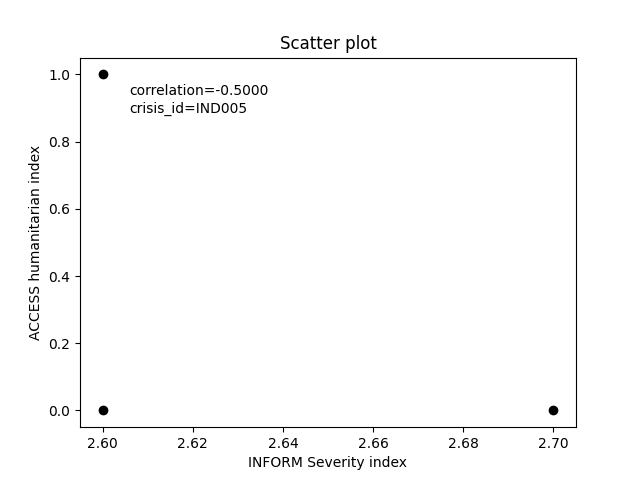 Scatter plot
correlation=-0.5000
crisis_id=IND005
ACCESS humanitarian index
1.0
0.8
0.6
0.4
0.2
0.0
2.60 2.62 2.64 2.66 2.68 2.70
INFORM Severity index